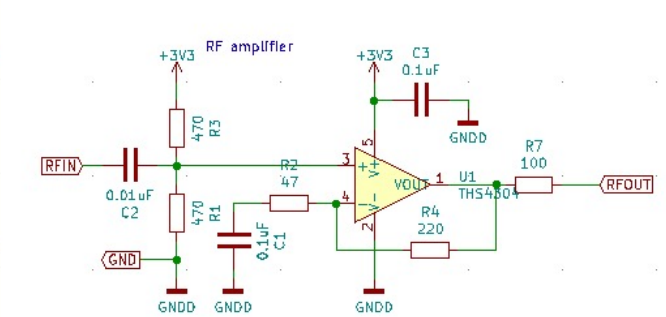 RF amplifier
+3V3
+3V3
C3
0.1uF
GNDD
470
R3
RFIN
0.01uF
C2
R2
47
3
5
+
V+
VOUT
1
U1
THS4304
4
-
V-
2
R7
100
RFOUT
470
R1
0.1uF
C1
R4
220
GND
GNDD
GNDD
GNDD